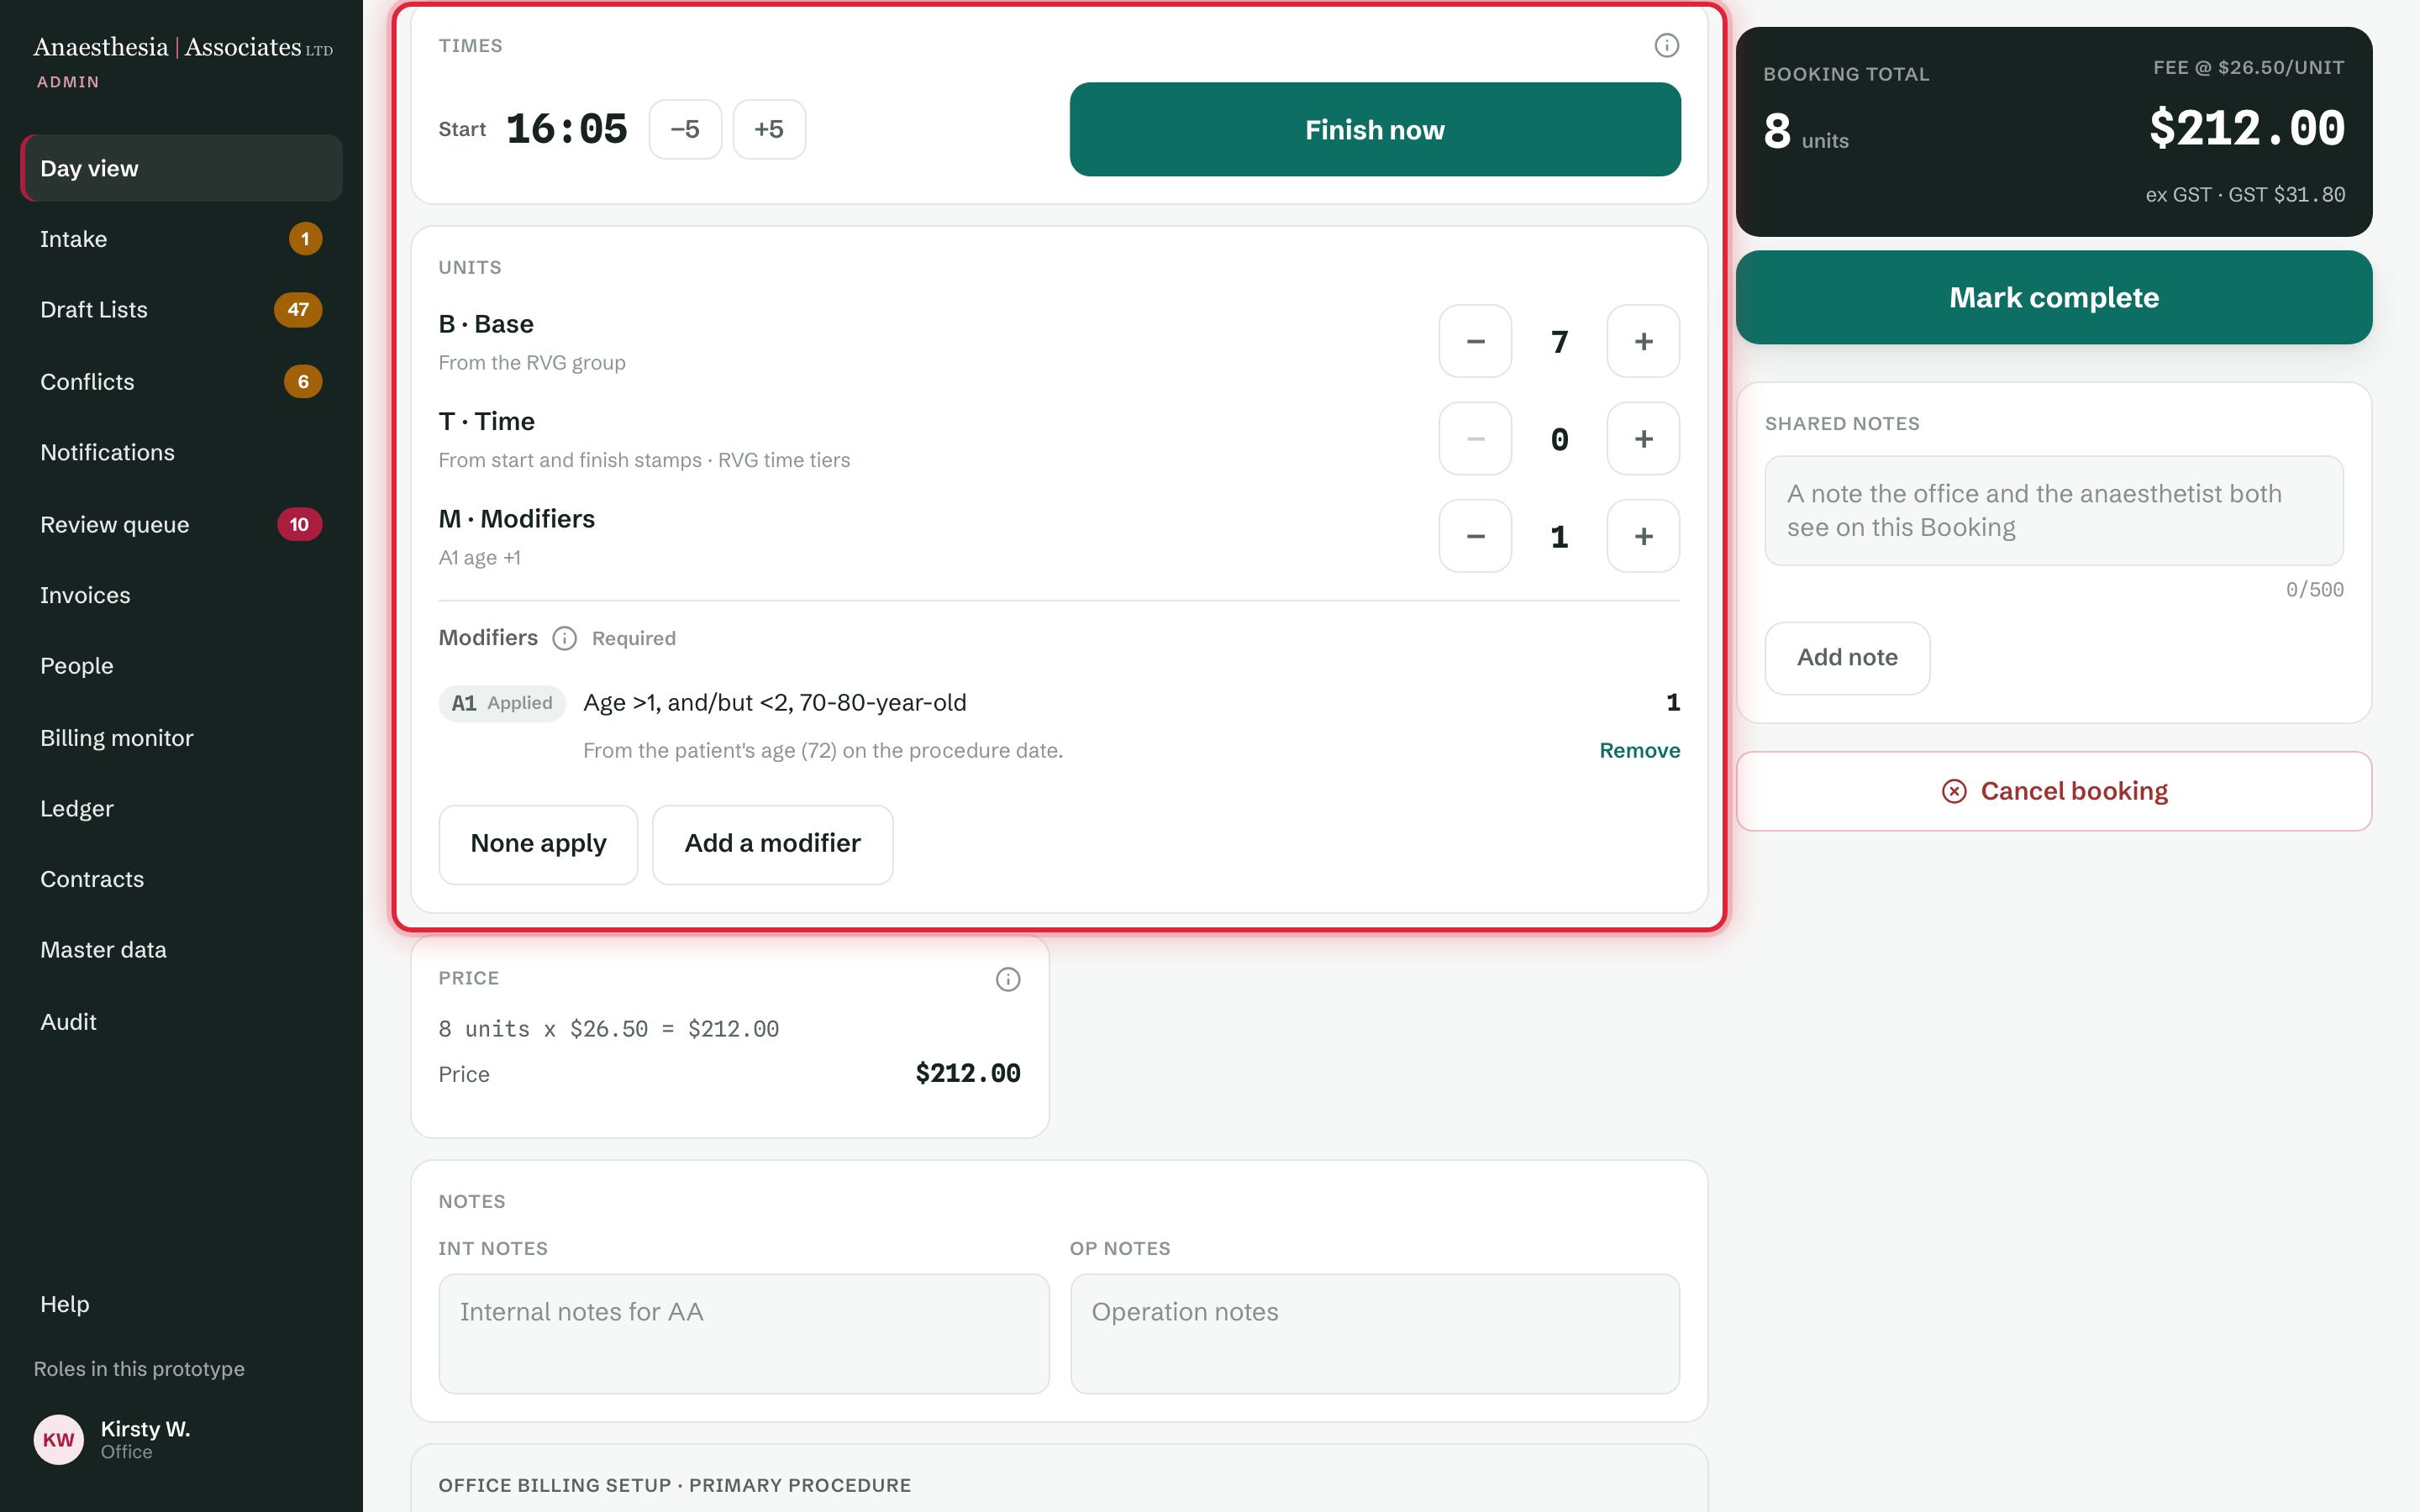 Anaesthesia | Associates LTD
ADMIN
Day view
Intake 1
Draft Lists 47
Conflicts 6
Notifications
Review queue 10
Invoices
People
Billing monitor
Ledger
Contracts
Master data
Audit
Help
Roles in this prototype
KW
Kirsty W.
Office
TIMES
Start 16:05 −5 +5
Finish now
UNITS
B · Base
From the RVG group
− 7 +
T · Time
From start and finish stamps · RVG time tiers
− 0 +
M · Modifiers
A1 age +1
− 1 +
Modifiers Required
A1 Applied Age >1, and/but <2, 70-80-year-old 1
From the patient's age (72) on the procedure date. Remove
None apply Add a modifier
PRICE
8 units x $26.50 = $212.00
Price $212.00
NOTES
INT NOTES
Internal notes for AA
OP NOTES
Operation notes
OFFICE BILLING SETUP · PRIMARY PROCEDURE
BOOKING TOTAL
8 units
FEE @ $26.50/UNIT
$212.00
ex GST · GST $31.80
Mark complete
SHARED NOTES
A note the office and the anaesthetist both
see on this Booking
0/500
Add note
Cancel booking